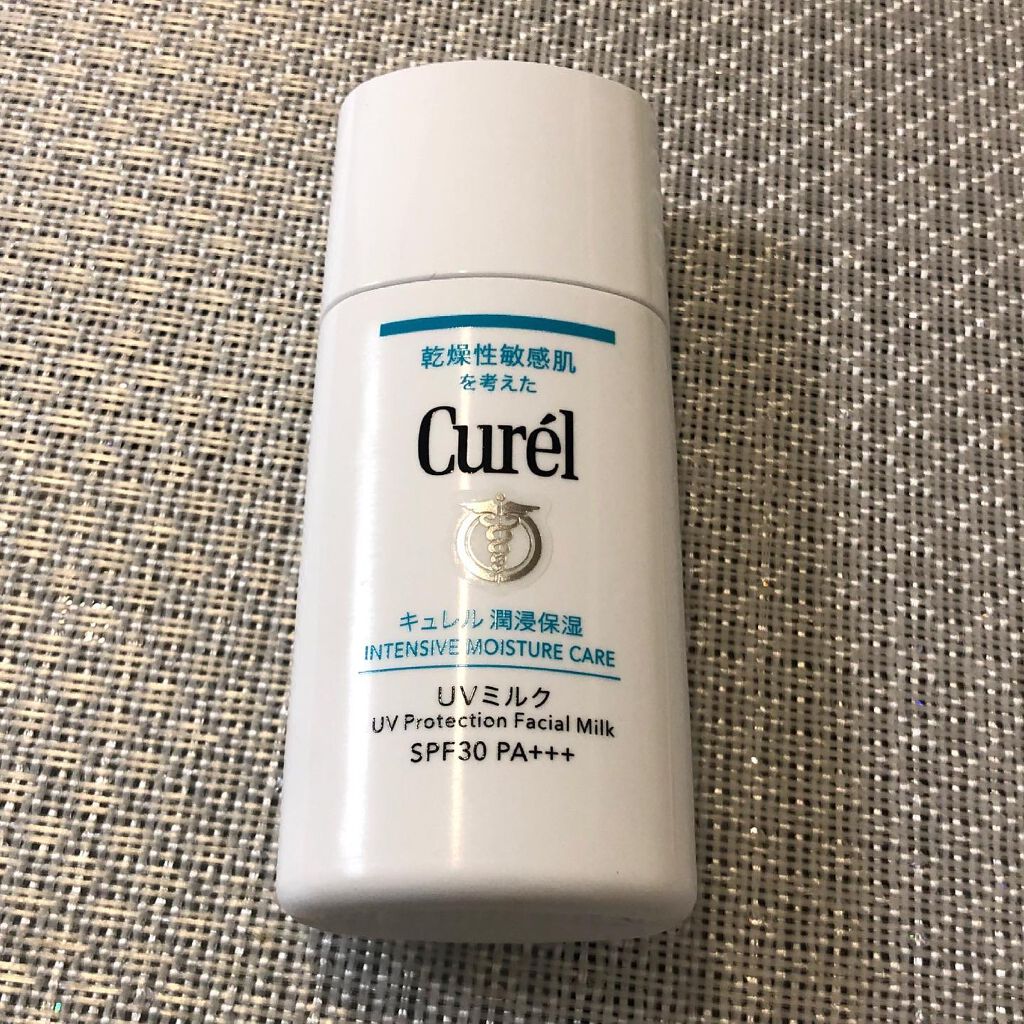 乾燥性敏感肌
を考えた
Curél
キュレル 潤浸保湿
INTENSIVE MOISTURE CARE
UVミルク
UV Protection Facial Milk
SPF30 PA+++